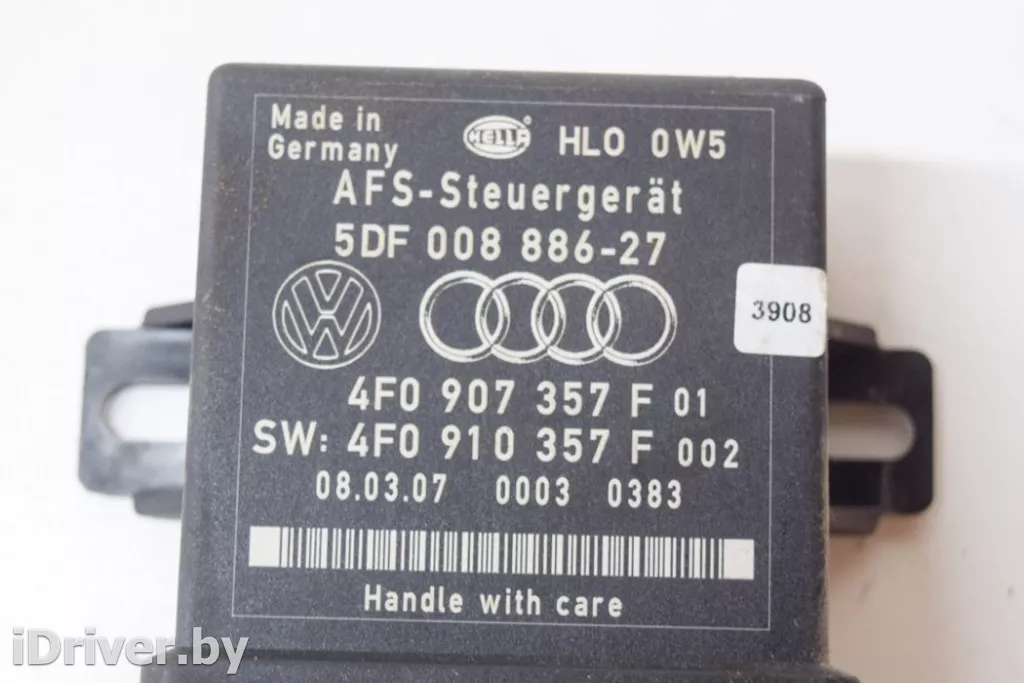 Made in
Germany
HELLA ® HLO 0W5
AFS-Steuergerät
5DF 008 886-27
3908
4F0 907 357 F 01
SW: 4F0 910 357 F 002
08.03.07 0003 0383
Handle with care
iDriver.by